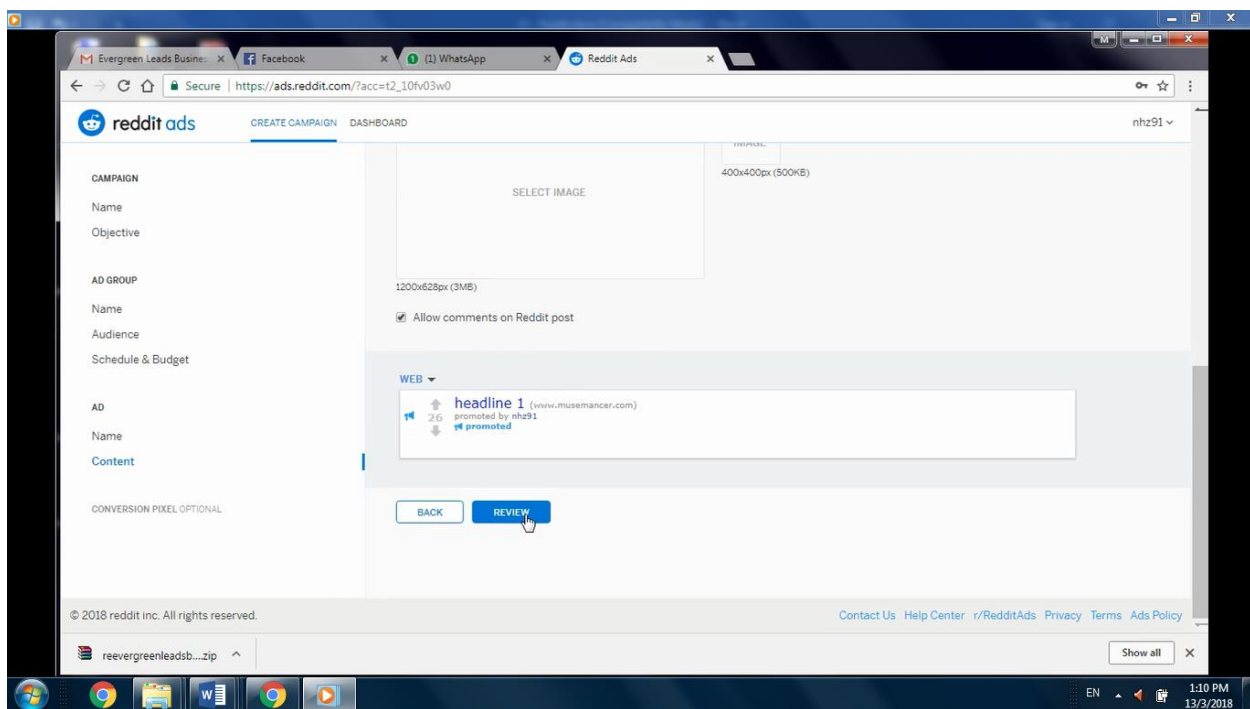 M
Evergreen Leads Busine
Facebook
(1) WhatsApp
Reddit Ads
Secure | https://ads.reddit.com/?acc=t2_10fv03w0
reddit ads
CREATE CAMPAIGN
DASHBOARD
nhz91
CAMPAIGN
Name
Objective
AD GROUP
Name
Audience
Schedule & Budget
AD
Name
Content
CONVERSION PIXEL OPTIONAL
SELECT IMAGE
IMAGE
400x400px (500KB)
1200x628px (3MB)
Allow comments on Reddit post
WEB
headline 1 (www.musemancer.com)
26 promoted by nhz91
promoted
BACK
REVIEW
© 2018 reddit inc. All rights reserved.
Contact Us Help Center r/RedditAds Privacy Terms Ads Policy
reevergreenleadsb....zip
Show all
EN
1:10 PM
13/3/2018